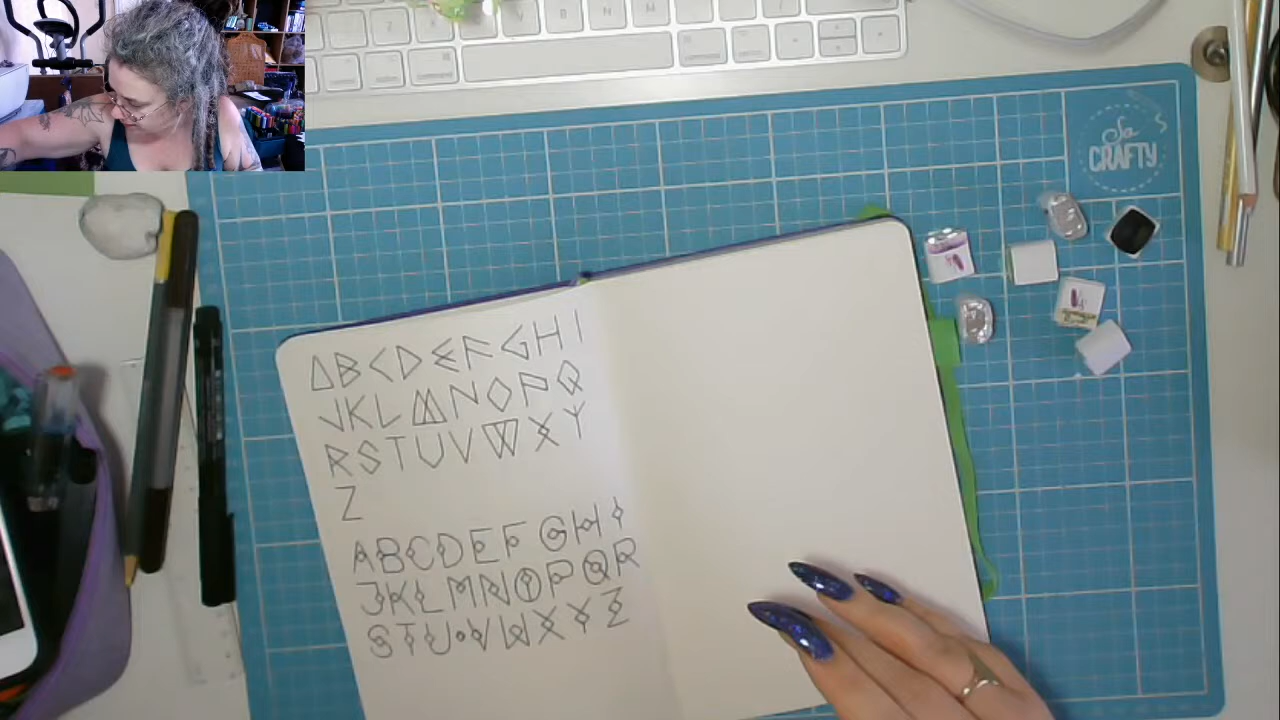 So
CRAFTY
ABCDEFGHI
JKLMNOPQ
RSTUVWXY
Z
ABCDEFGHI
JKLMNOPQR
STUVWXYZ